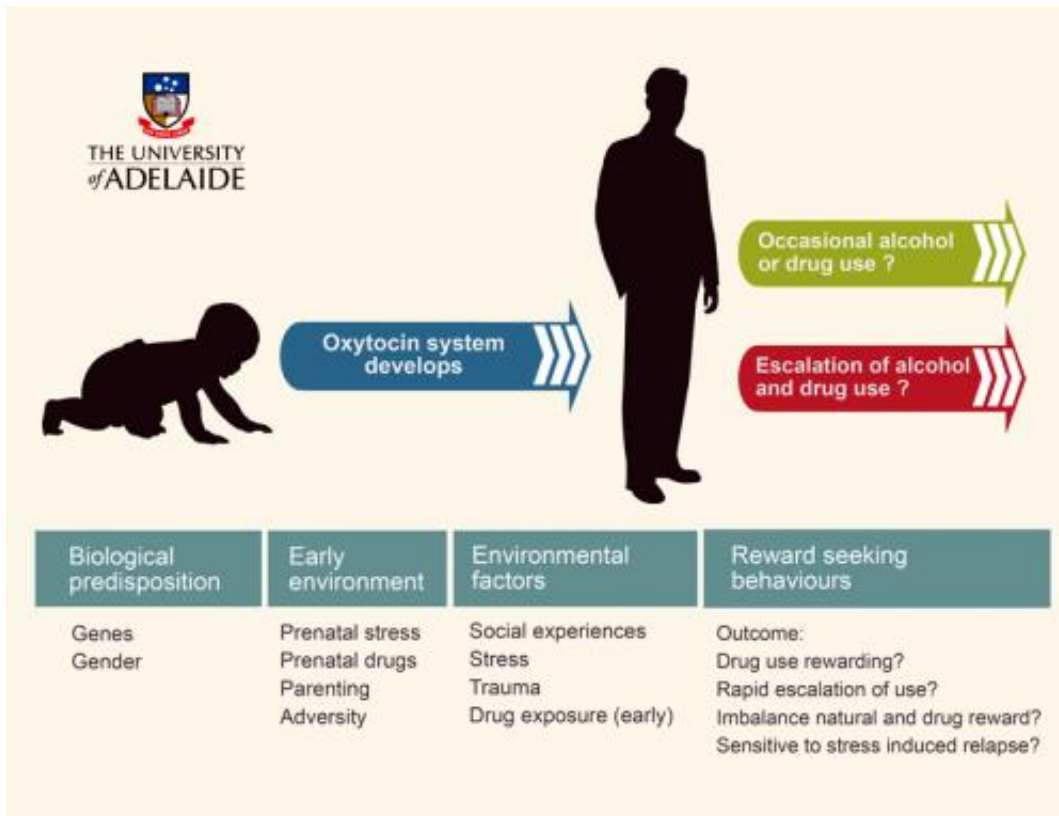 THE UNIVERSITY
of ADELAIDE
Oxytocin system
develops
Occasional alcohol
or drug use ?
Escalation of alcohol
and drug use ?
Biological
predisposition
Genes
Gender
Early
environment
Prenatal stress
Prenatal drugs
Parenting
Adversity
Environmental
factors
Social experiences
Stress
Trauma
Drug exposure (early)
Reward seeking
behaviours
Outcome:
Drug use rewarding?
Rapid escalation of use?
Imbalance natural and drug reward?
Sensitive to stress induced relapse?